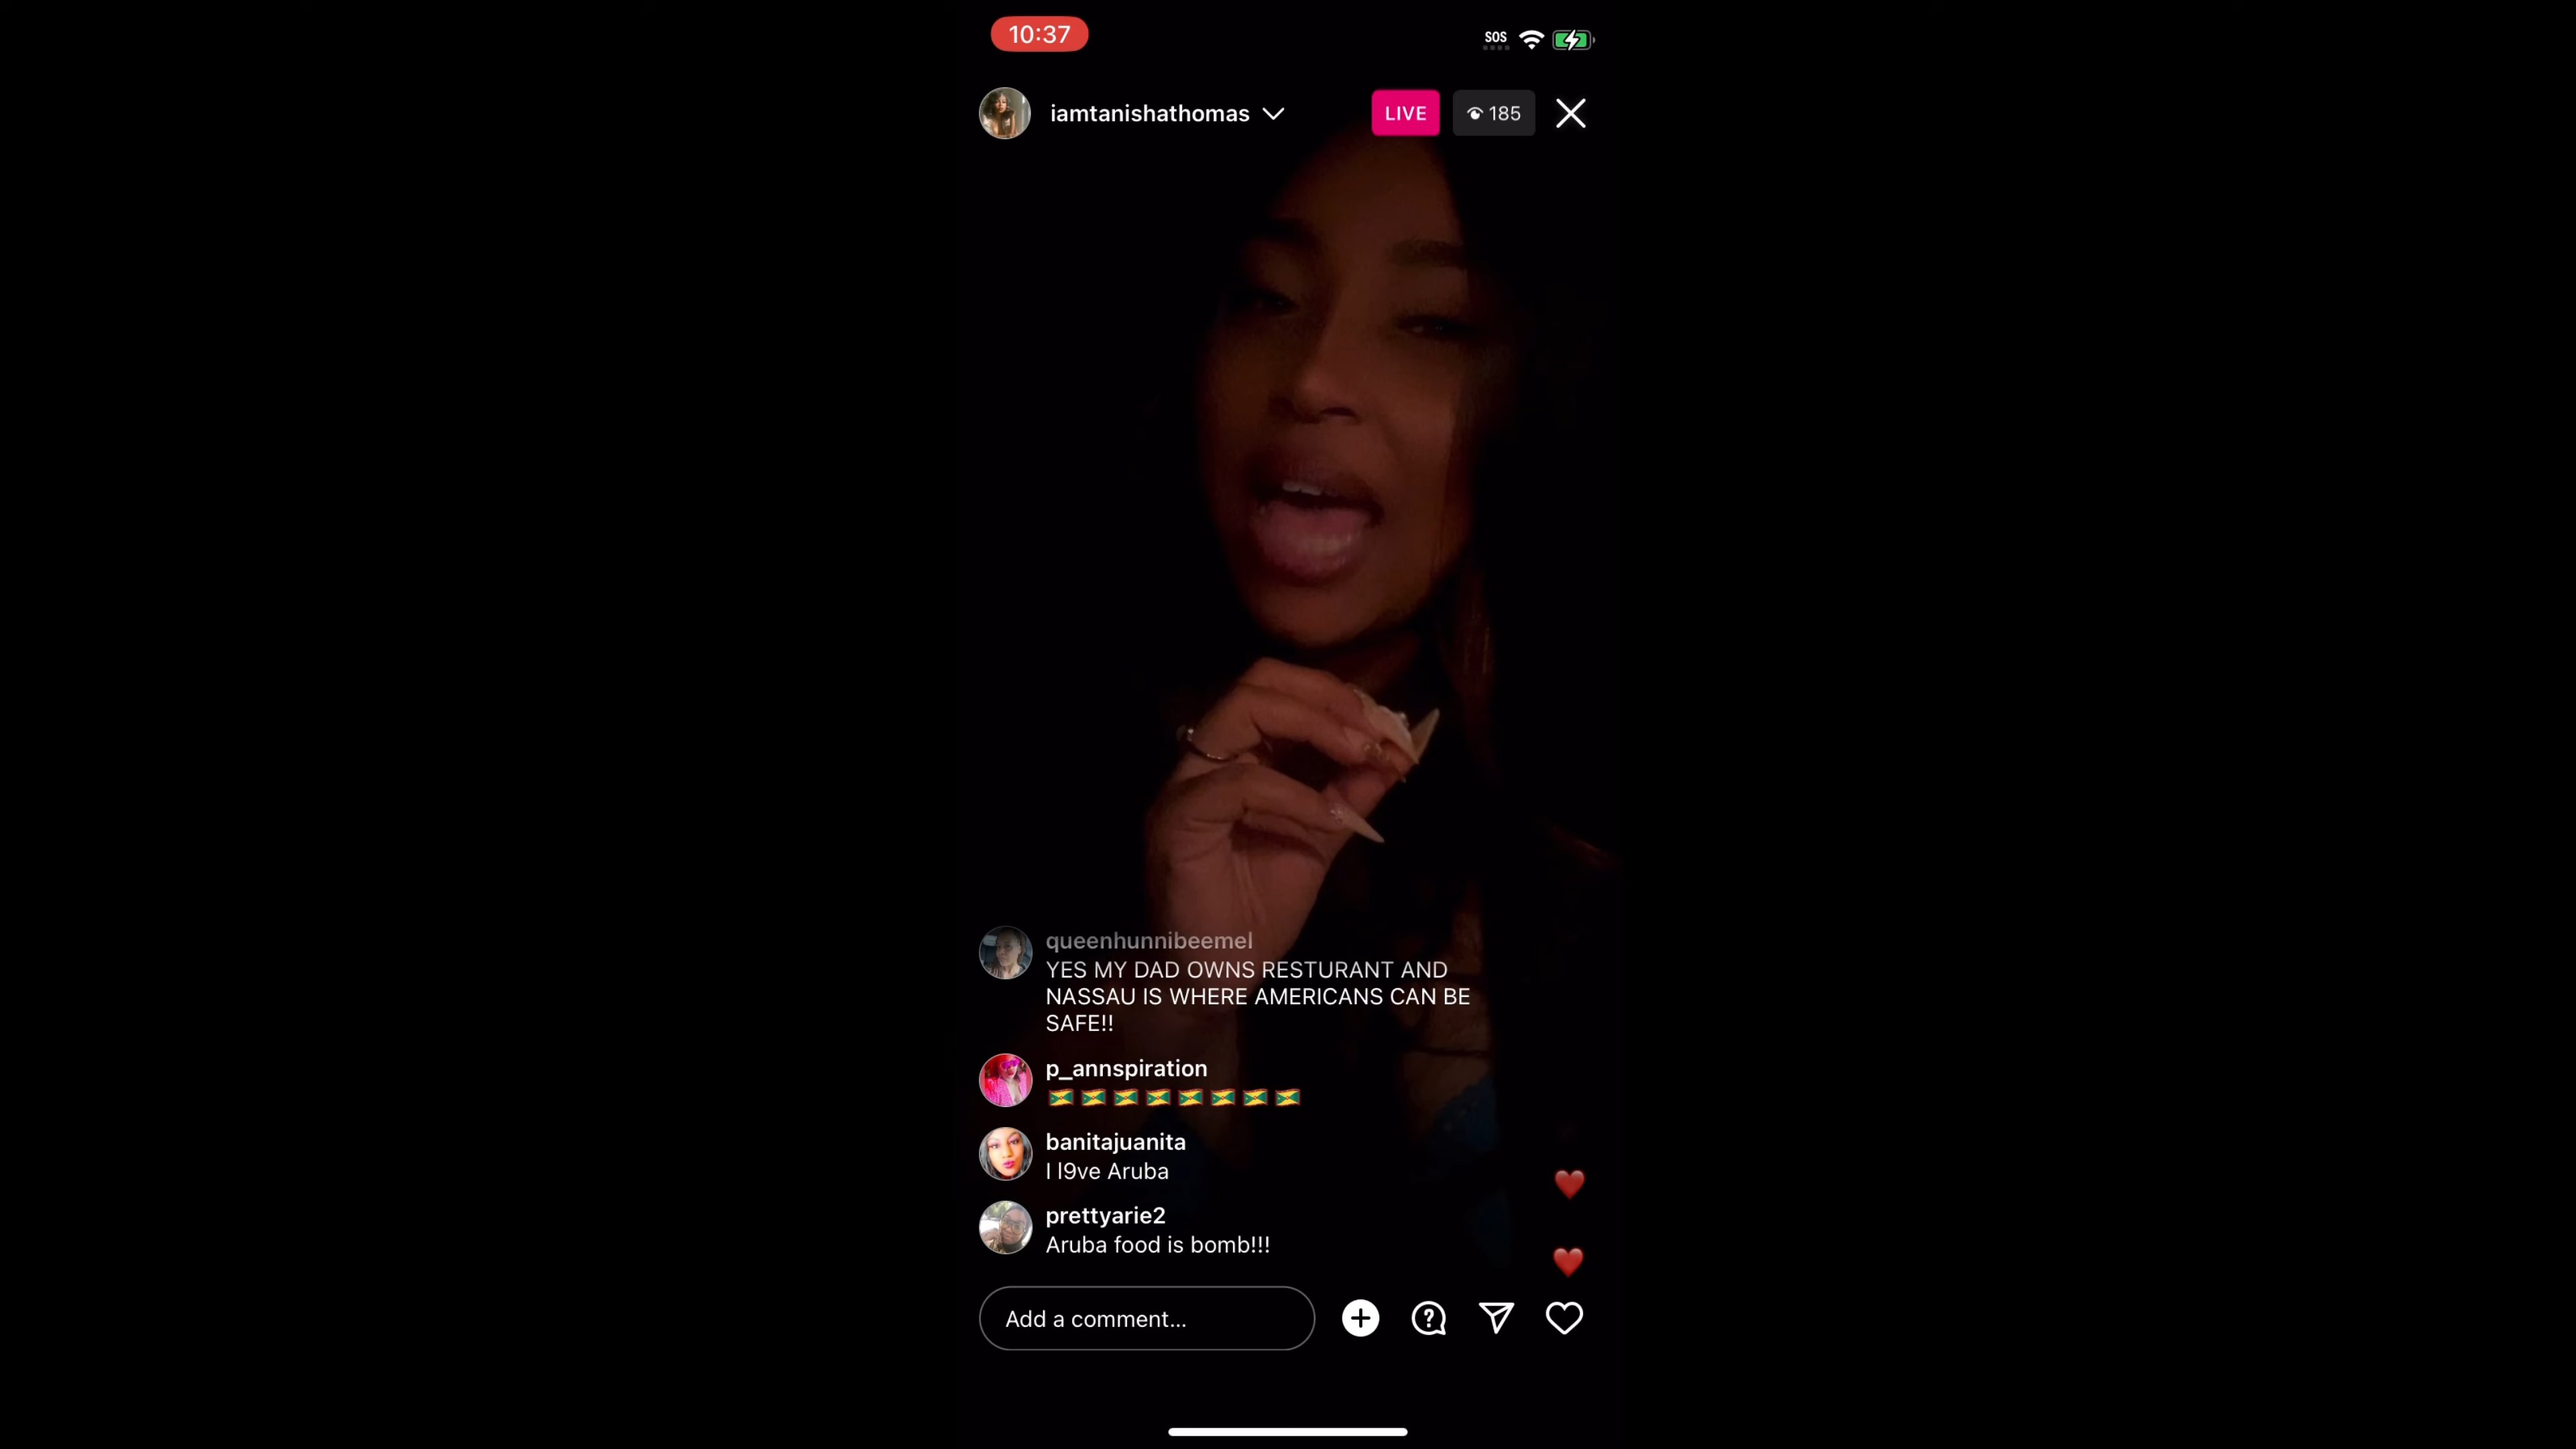 10:37
SOS
iamtanishathomas
LIVE
185
queenhunnibeemel
YES MY DAD OWNS RESTURANT AND
NASSAU IS WHERE AMERICANS CAN BE
SAFE!!
p_annspiration
🇬🇩🇬🇩🇬🇩🇬🇩🇬🇩🇬🇩🇬🇩🇬🇩
banitajuanita
I l9ve Aruba
prettyarie2
Aruba food is bomb!!!
Add a comment...